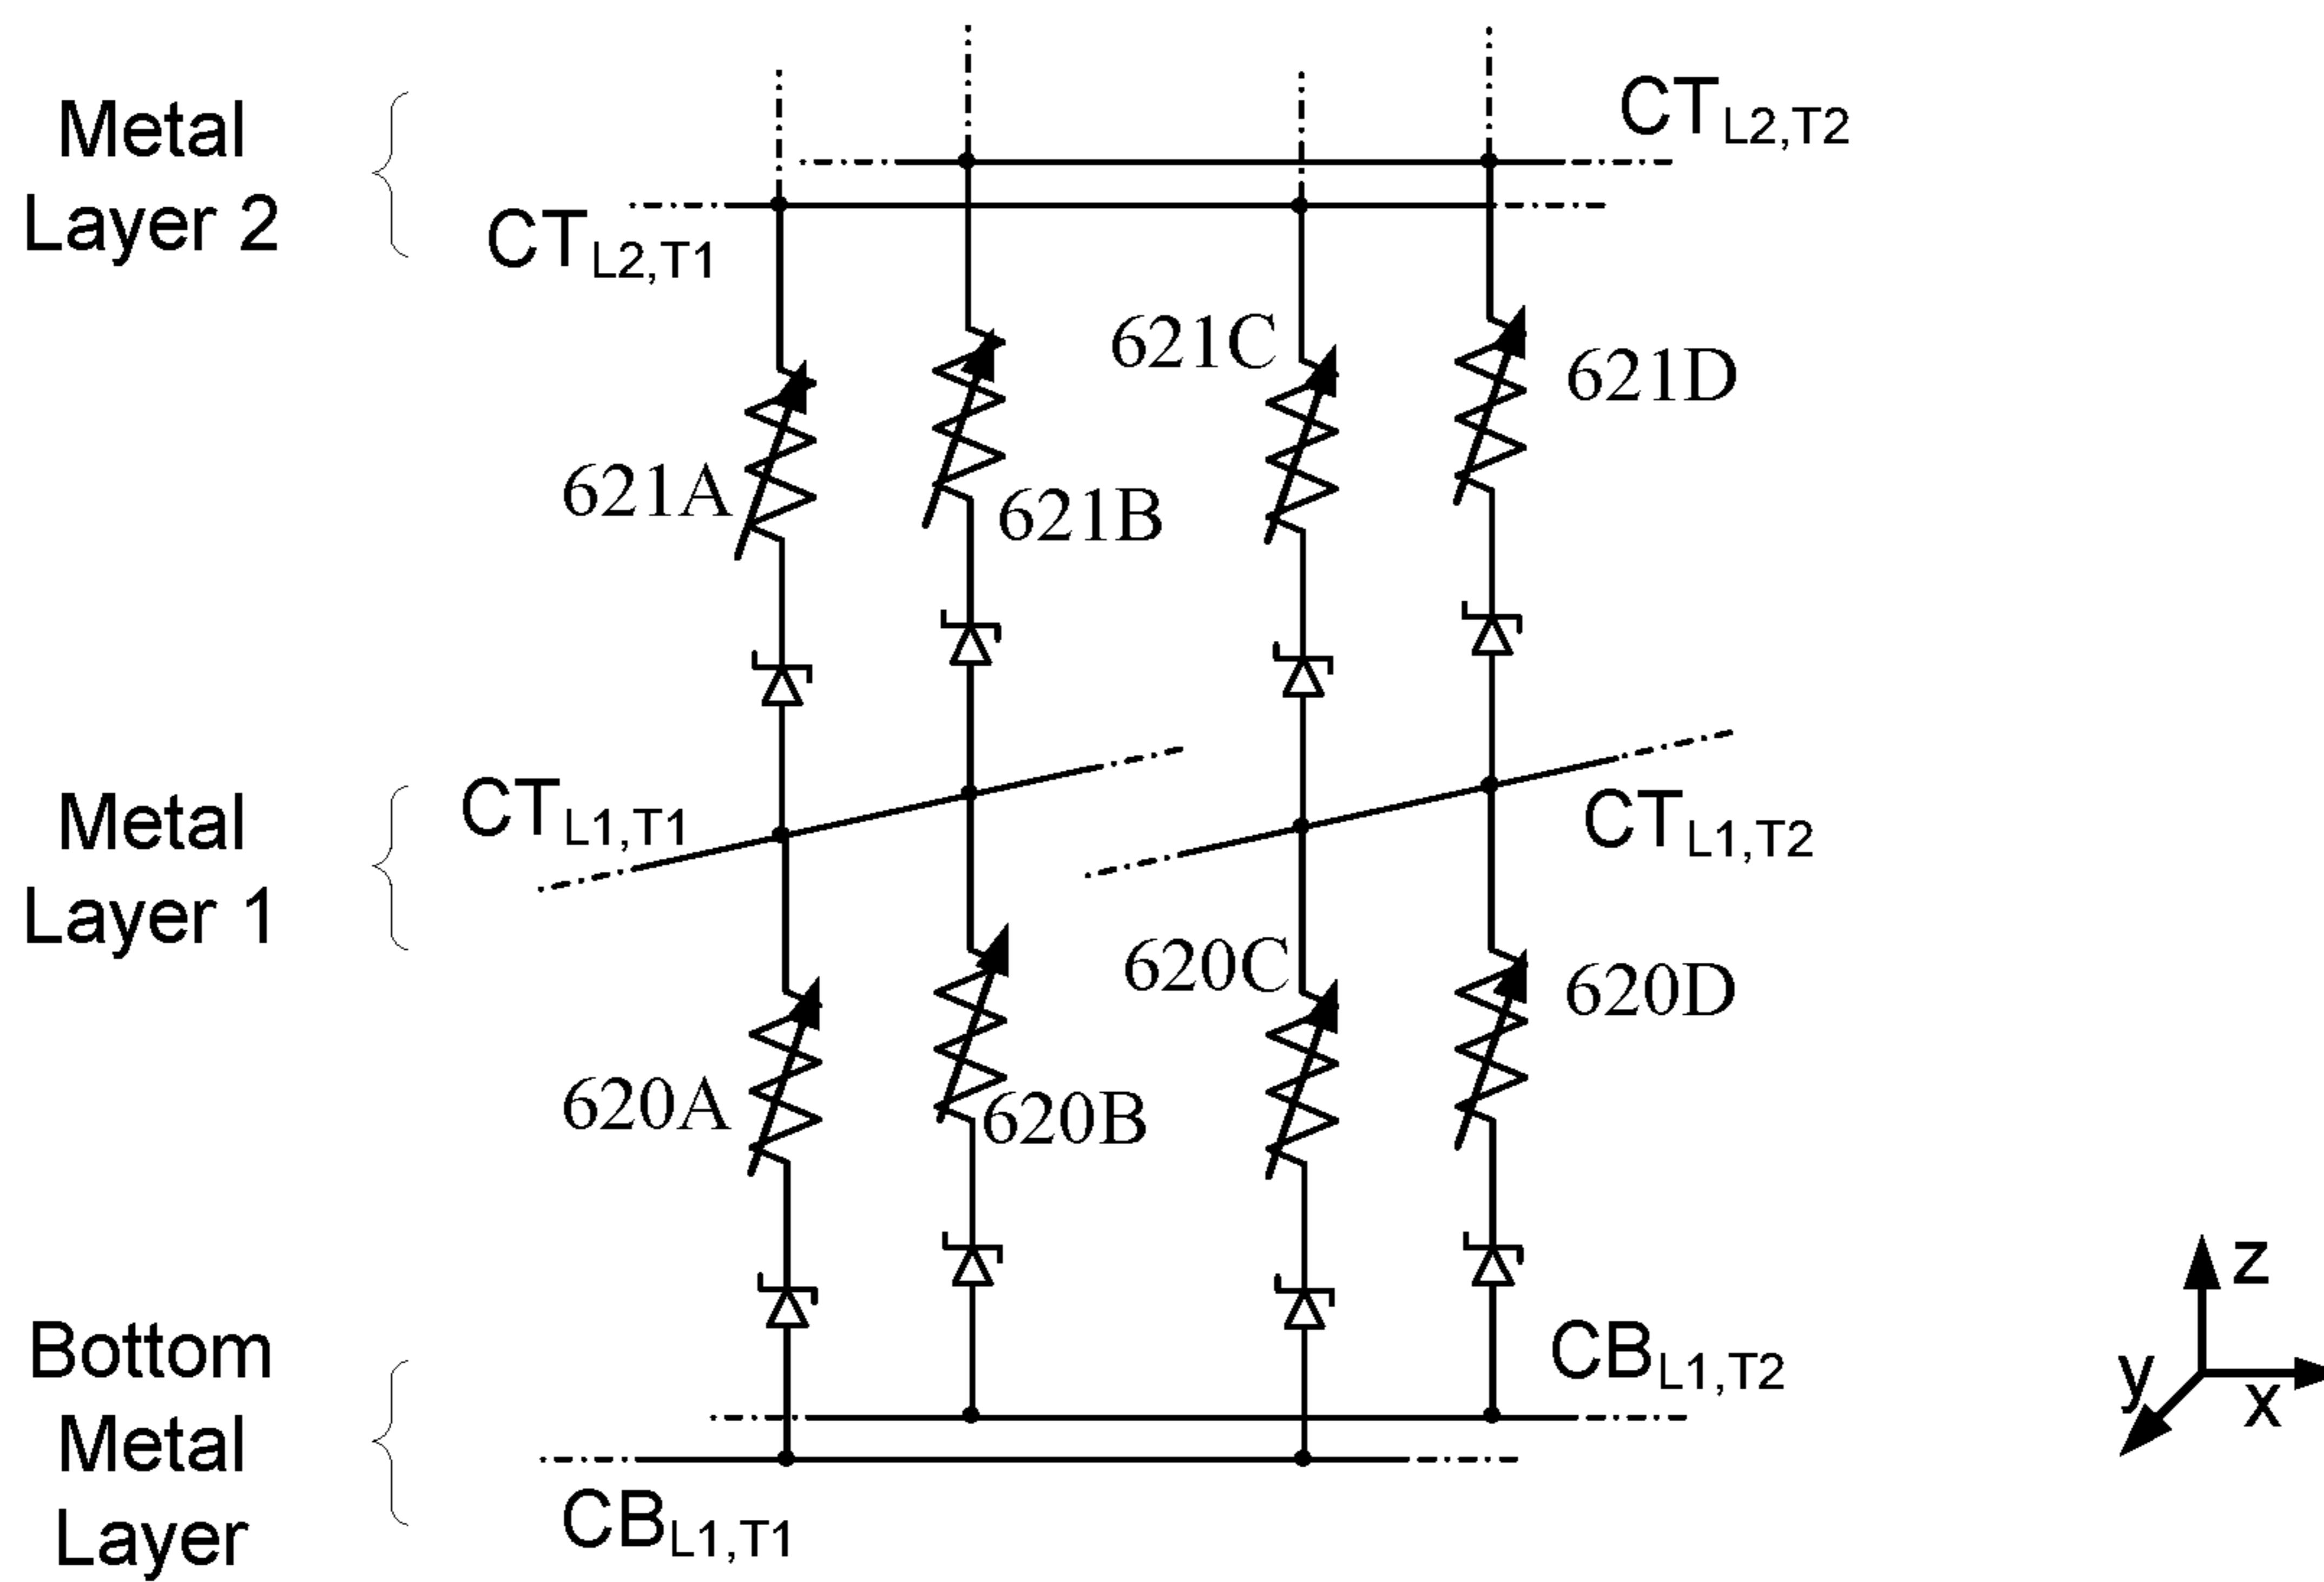 Metal
Layer 2
CTL2,T2
CTL2,T1
621C
621D
621A
621B
Metal
Layer 1
CTL1,T1
CTL1,T2
620C
620D
620A
620B
Bottom
Metal
Layer
CBL1,T2
CBL1,T1
z
y
x